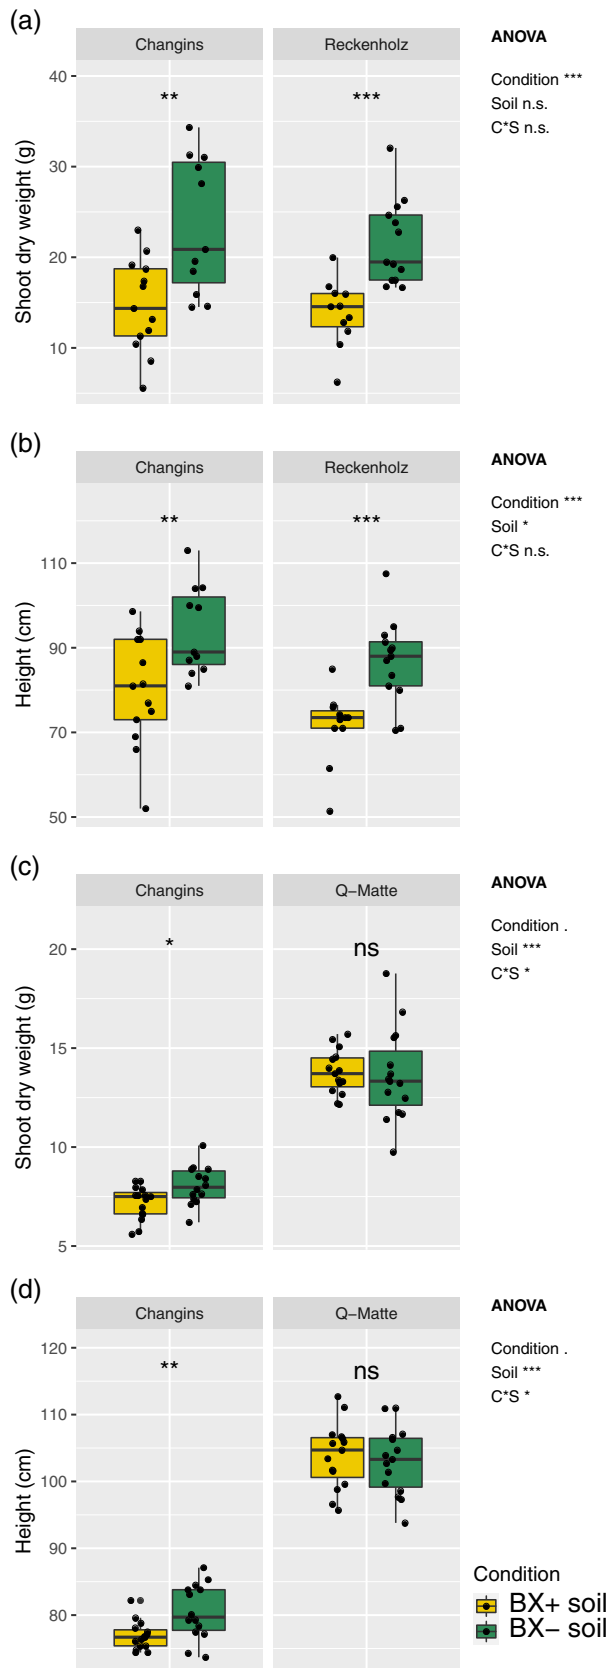 (a)
Changins
Reckenholz
ANOVA
Condition ***
Soil n.s.
C*S n.s.
**
***
40
30
20
10
Shoot dry weight (g)
(b)
Changins
Reckenholz
ANOVA
Condition ***
Soil *
C*S n.s.
**
***
110
90
70
50
Height (cm)
(c)
Changins
Q−Matte
ANOVA
Condition .
Soil ***
C*S *
*
ns
20
15
10
5
Shoot dry weight (g)
(d)
Changins
Q−Matte
ANOVA
Condition .
Soil ***
C*S *
**
ns
120
110
100
90
80
Height (cm)
Condition
BX+ soil
BX− soil